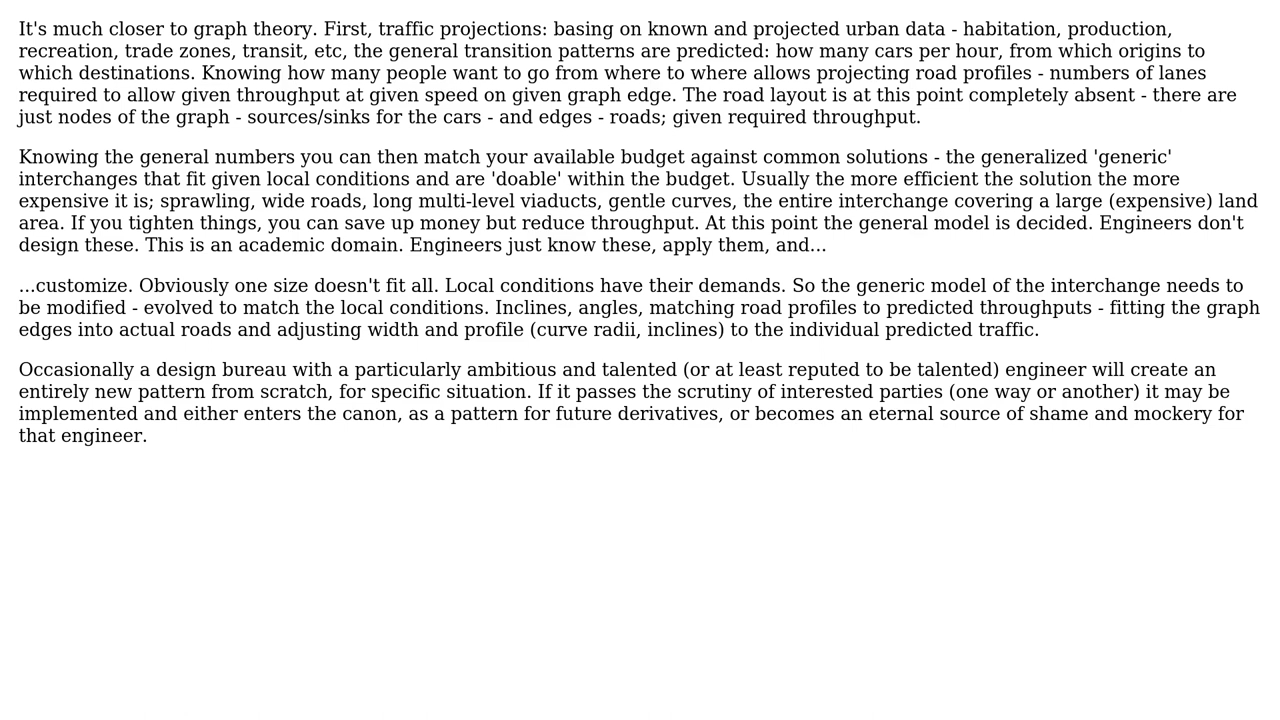 It's much closer to graph theory. First, traffic projections: basing on known and projected urban data - habitation, production,
recreation, trade zones, transit, etc, the general transition patterns are predicted: how many cars per hour, from which origins to
which destinations. Knowing how many people want to go from where to where allows projecting road profiles - numbers of lanes
required to allow given throughput at given speed on given graph edge. The road layout is at this point completely absent - there are
just nodes of the graph - sources/sinks for the cars - and edges - roads; given required throughput.
Knowing the general numbers you can then match your available budget against common solutions - the generalized 'generic'
interchanges that fit given local conditions and are 'doable' within the budget. Usually the more efficient the solution the more
expensive it is; sprawling, wide roads, long multi-level viaducts, gentle curves, the entire interchange covering a large (expensive) land
area. If you tighten things, you can save up money but reduce throughput. At this point the general model is decided. Engineers don't
design these. This is an academic domain. Engineers just know these, apply them, and...
...customize. Obviously one size doesn't fit all. Local conditions have their demands. So the generic model of the interchange needs to
be modified - evolved to match the local conditions. Inclines, angles, matching road profiles to predicted throughputs - fitting the graph
edges into actual roads and adjusting width and profile (curve radii, inclines) to the individual predicted traffic.
Occasionally a design bureau with a particularly ambitious and talented (or at least reputed to be talented) engineer will create an
entirely new pattern from scratch, for specific situation. If it passes the scrutiny of interested parties (one way or another) it may be
implemented and either enters the canon, as a pattern for future derivatives, or becomes an eternal source of shame and mockery for
that engineer.